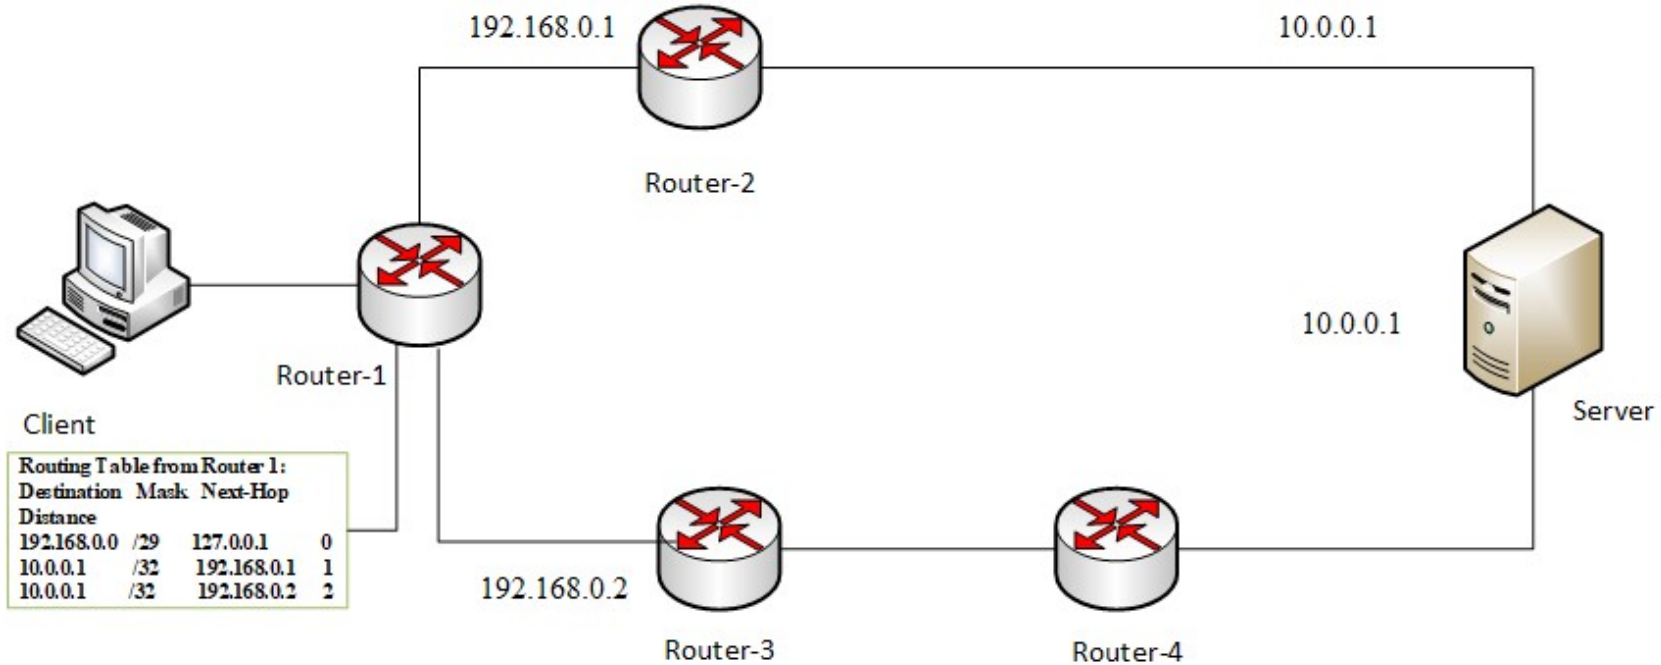 192.168.0.1
10.0.0.1
Router-2
Router-1
10.0.0.1
Client
Server
Routing Table from Router 1:
Destination Mask Next-Hop
Distance
192.168.0.0 /29 127.0.0.1 0
10.0.0.1 /32 192.168.0.1 1
10.0.0.1 /32 192.168.0.2 2
192.168.0.2
Router-3
Router-4